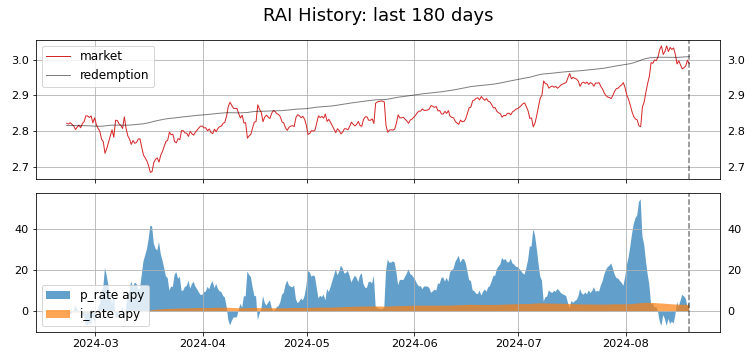 RAI History: last 180 days
3.0 3.0
market
redemption
2.9 2.9
2.8 2.8
2.7 2.7
40 40
20 20
p_rate apy
0 0
i_rate apy
2024-03 2024-04 2024-05 2024-06 2024-07 2024-08